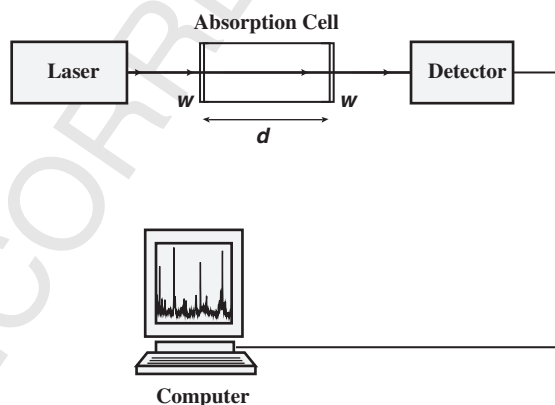 Absorption Cell
Laser
Detector
w w
d
Computer